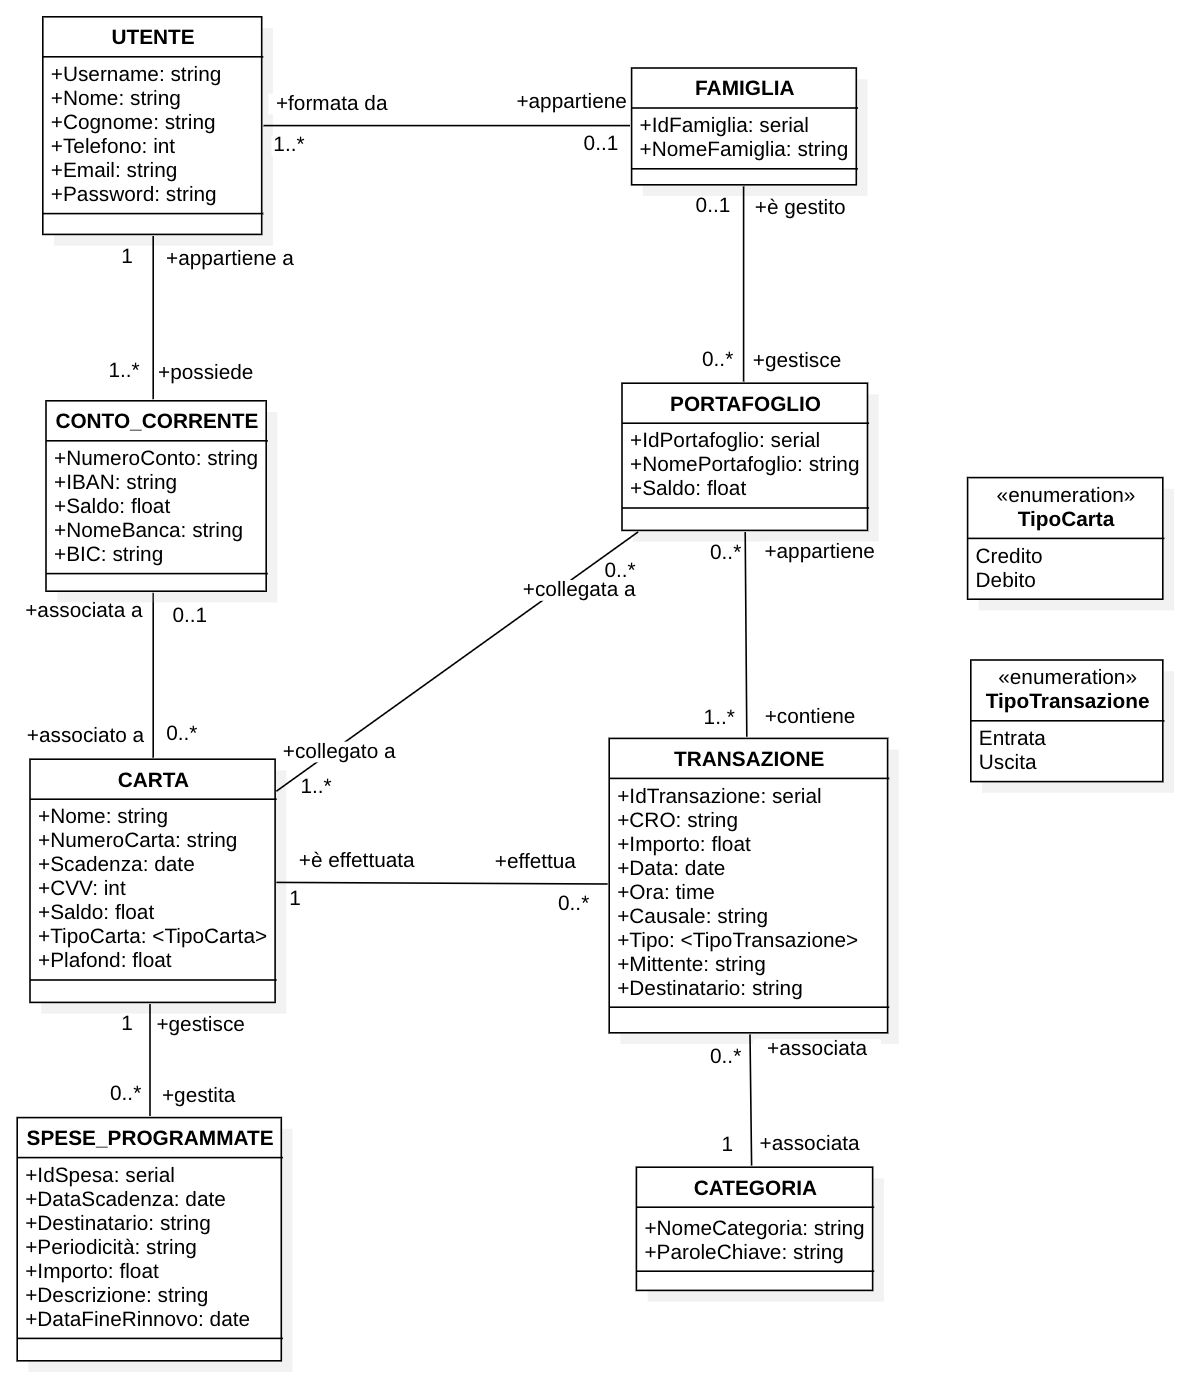 UTENTE
+Username: string
+Nome: string
+Cognome: string
+Telefono: int
+Email: string
+Password: string
+formata da
1..*
+appartiene
0..1
FAMIGLIA
+IdFamiglia: serial
+NomeFamiglia: string
1
+appartiene a
1..*
+possiede
0..1
+è gestito
0..*
+gestisce
CONTO_CORRENTE
+NumeroConto: string
+IBAN: string
+Saldo: float
+NomeBanca: string
+BIC: string
PORTAFOGLIO
+IdPortafoglio: serial
+NomePortafoglio: string
+Saldo: float
«enumeration»
TipoCarta
Credito
Debito
+associata a
0..1
+associato a
0..*
0..*
+collegata a
+collegato a
1..*
0..*
+appartiene
1..*
+contiene
«enumeration»
TipoTransazione
Entrata
Uscita
CARTA
+Nome: string
+NumeroCarta: string
+Scadenza: date
+CVV: int
+Saldo: float
+TipoCarta: <TipoCarta>
+Plafond: float
+è effettuata
1
+effettua
0..*
TRANSAZIONE
+IdTransazione: serial
+CRO: string
+Importo: float
+Data: date
+Ora: time
+Causale: string
+Tipo: <TipoTransazione>
+Mittente: string
+Destinatario: string
1
+gestisce
0..*
+gestita
0..*
+associata
1
+associata
SPESE_PROGRAMMATE
+IdSpesa: serial
+DataScadenza: date
+Destinatario: string
+Periodicità: string
+Importo: float
+Descrizione: string
+DataFineRinnovo: date
CATEGORIA
+NomeCategoria: string
+ParoleChiave: string